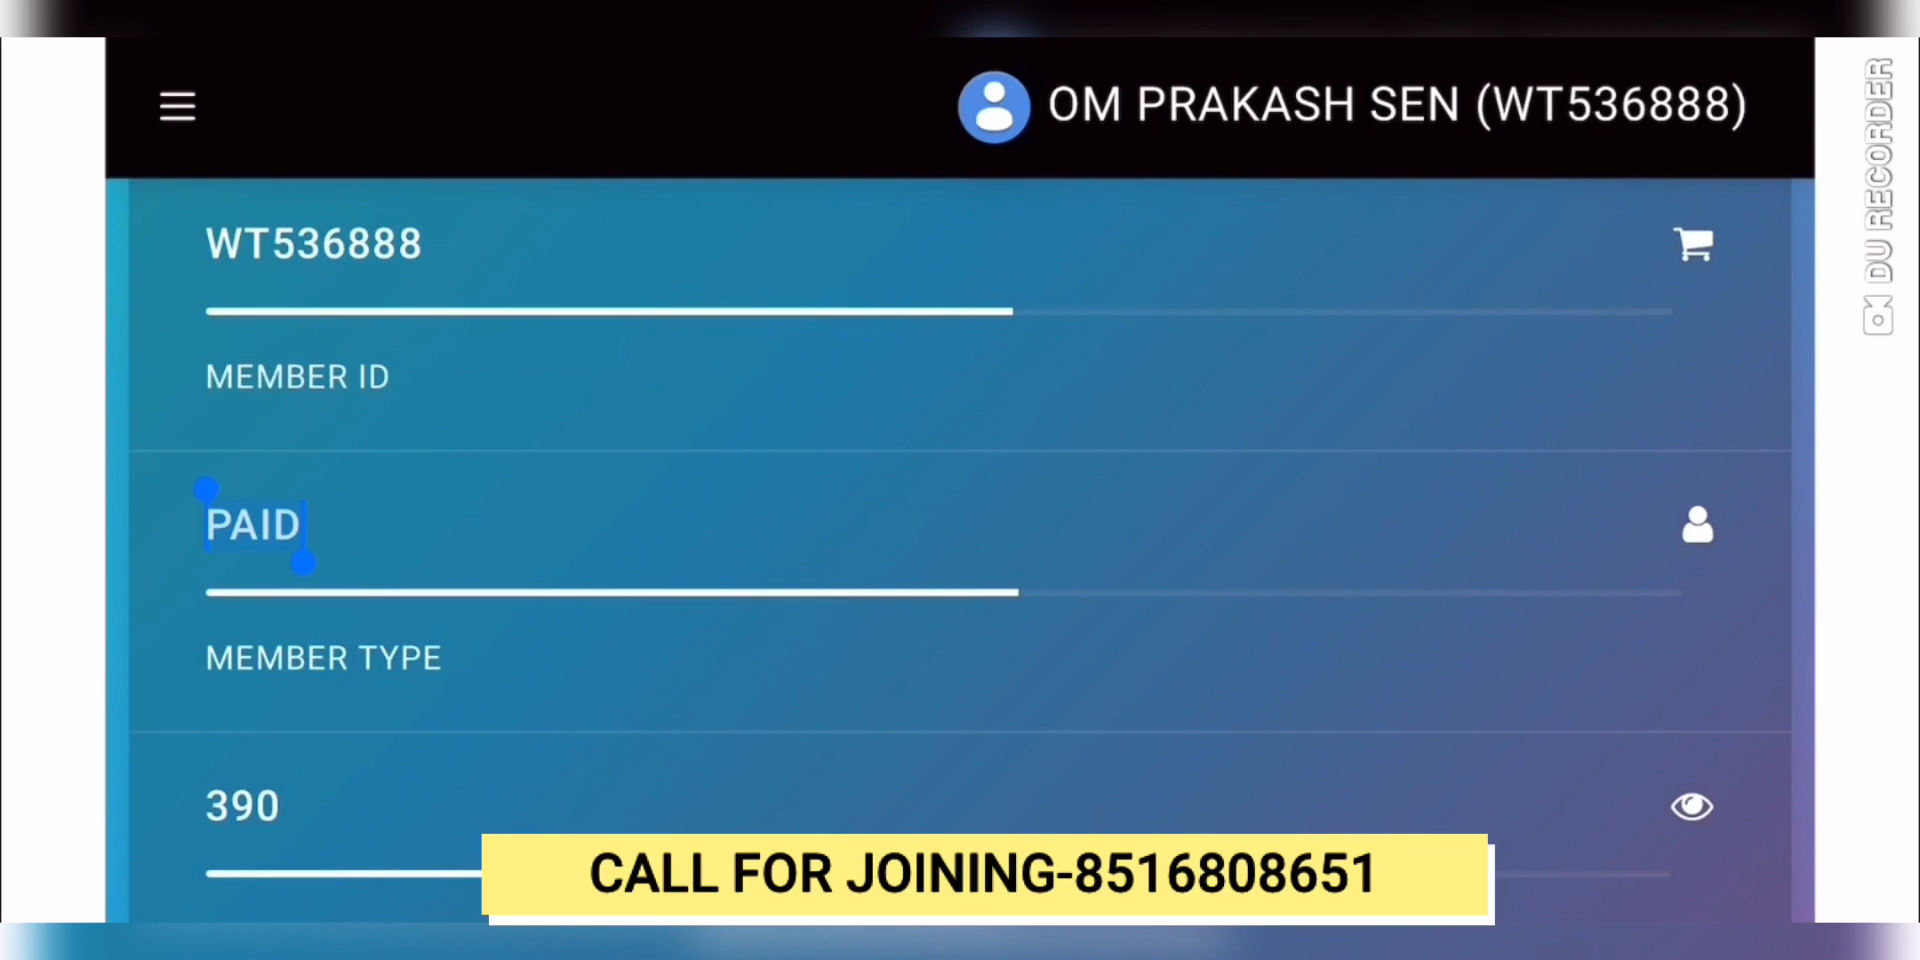 OM PRAKASH SEN (WT536888)
WT536888
MEMBER ID
PAID
MEMBER TYPE
390
CALL FOR JOINING-8516808651
DU RECORDER